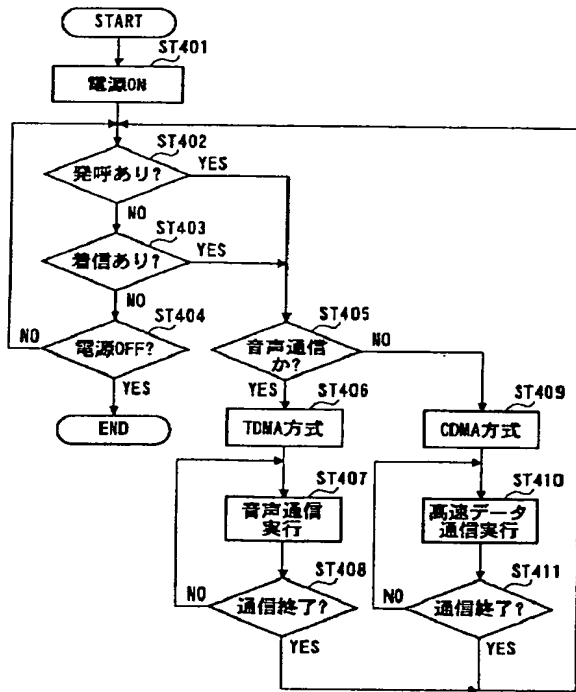 START
ST401
電源ON
ST402
発呼あり?
YES
NO
ST403
着信あり?
YES
NO
ST404
電源OFF?
NO
YES
END
ST405
音声通信
か?
NO
YES
ST406
TDMA方式
ST409
CDMA方式
ST407
音声通信
実行
ST410
高速データ
通信実行
ST408
通信終了?
NO
YES
ST411
通信終了?
NO
YES